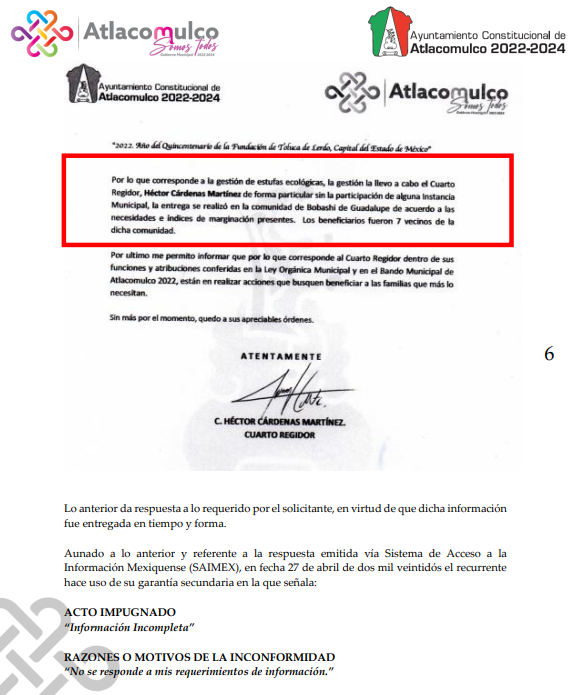 Atlacomulco
Somos Todos
Ayuntamiento Constitucional de
Atlacomulco 2022-2024
Ayuntamiento Constitucional de
Atlacomulco 2022-2024
Atlacomulco
Somos Todos
"2022. Año del Quincentenario de la Fundación de Toluca de Lerdo, Capital del Estado de México"
Por lo que corresponde a la gestión de estufas ecológicas, la gestión la llevo a cabo el Cuarto
Regidor, Héctor Cárdenas Martínez de forma particular sin la participación de alguna Instancia
Municipal, la entrega se realizó en la comunidad de Bobashi de Guadalupe de acuerdo a las
necesidades e índices de marginación presentes. Los beneficiarios fueron 7 vecinos de la
dicha comunidad.
Por ultimo me permito informar que por lo que corresponde al Cuarto Regidor dentro de sus
funciones y atribuciones conferidas en la Ley Orgánica Municipal y en el Bando Municipal de
Atlacomulco 2022, están en realizar acciones que busquen beneficiar a las familias que más lo
necesitan.
Sin más por el momento, quedo a sus apreciables órdenes.
6
ATENTAMENTE
C. HÉCTOR CÁRDENAS MARTÍNEZ.
CUARTO REGIDOR
Lo anterior da respuesta a lo requerido por el solicitante, en virtud de que dicha información
fue entregada en tiempo y forma.
Aunado a lo anterior y referente a la respuesta emitida vía Sistema de Acceso a la
Información Mexiquense (SAIMEX), en fecha 27 de abril de dos mil veintidós el recurrente
hace uso de su garantía secundaria en la que señala:
ACTO IMPUGNADO
"Información Incompleta"
RAZONES O MOTIVOS DE LA INCONFORMIDAD
"No se responde a mis requerimientos de información."